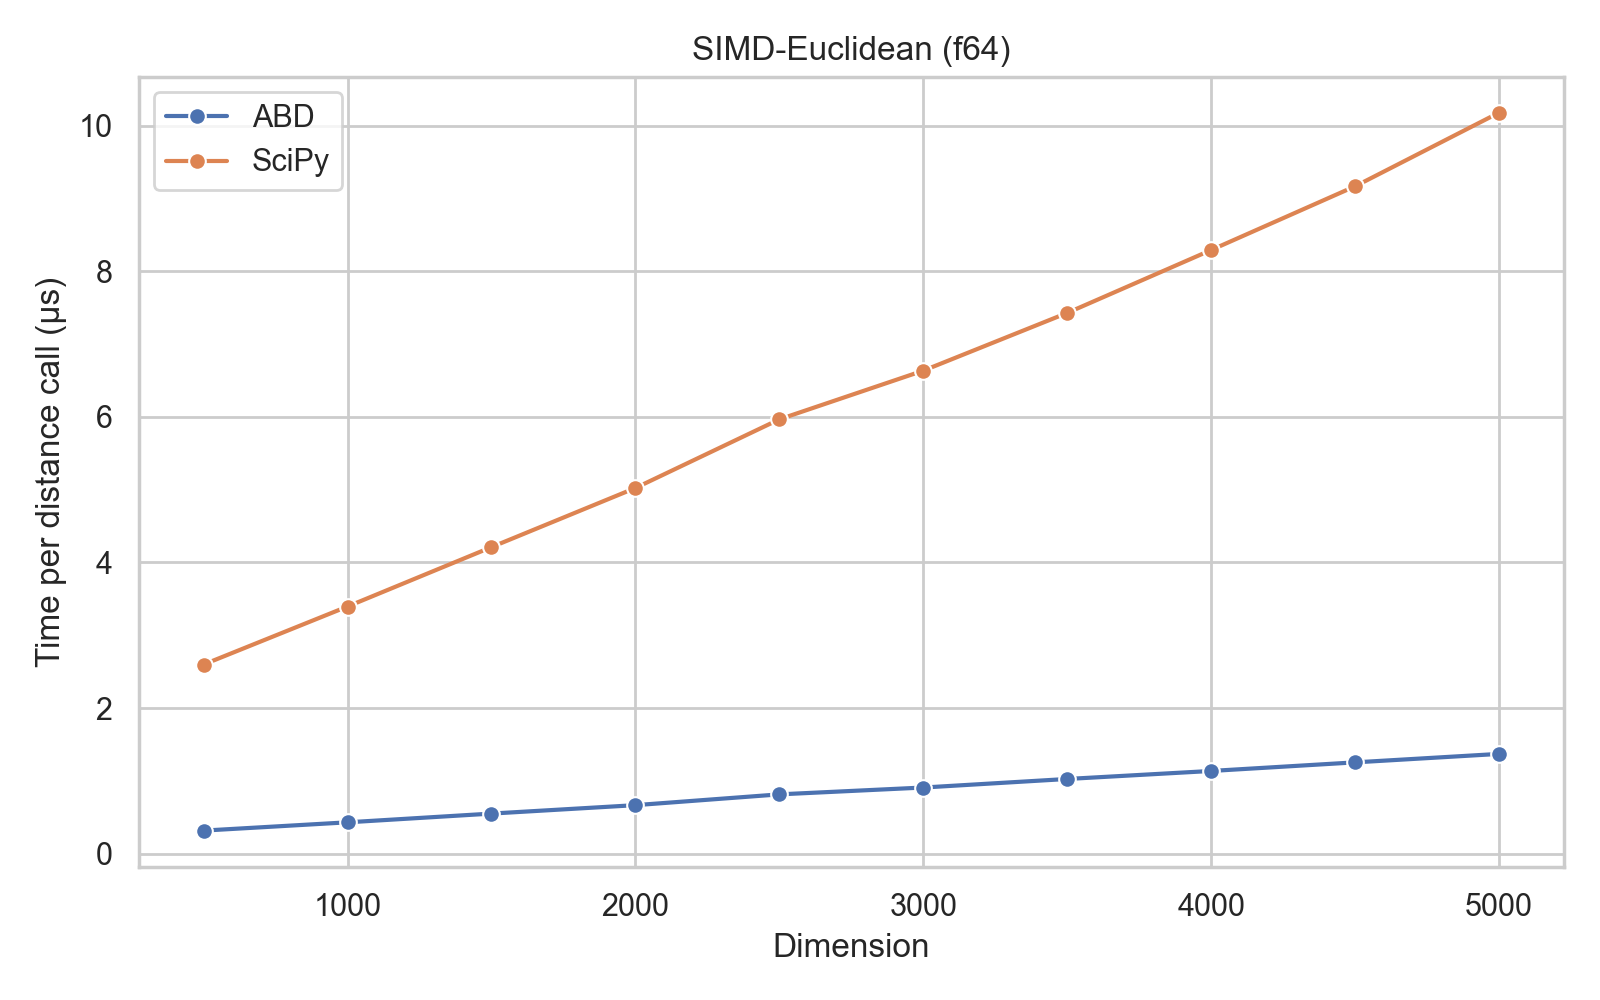 SIMD-Euclidean (f64)
ABD
SciPy
Time per distance call (µs)
10
8
6
4
2
0
1000 2000 3000 4000 5000
Dimension